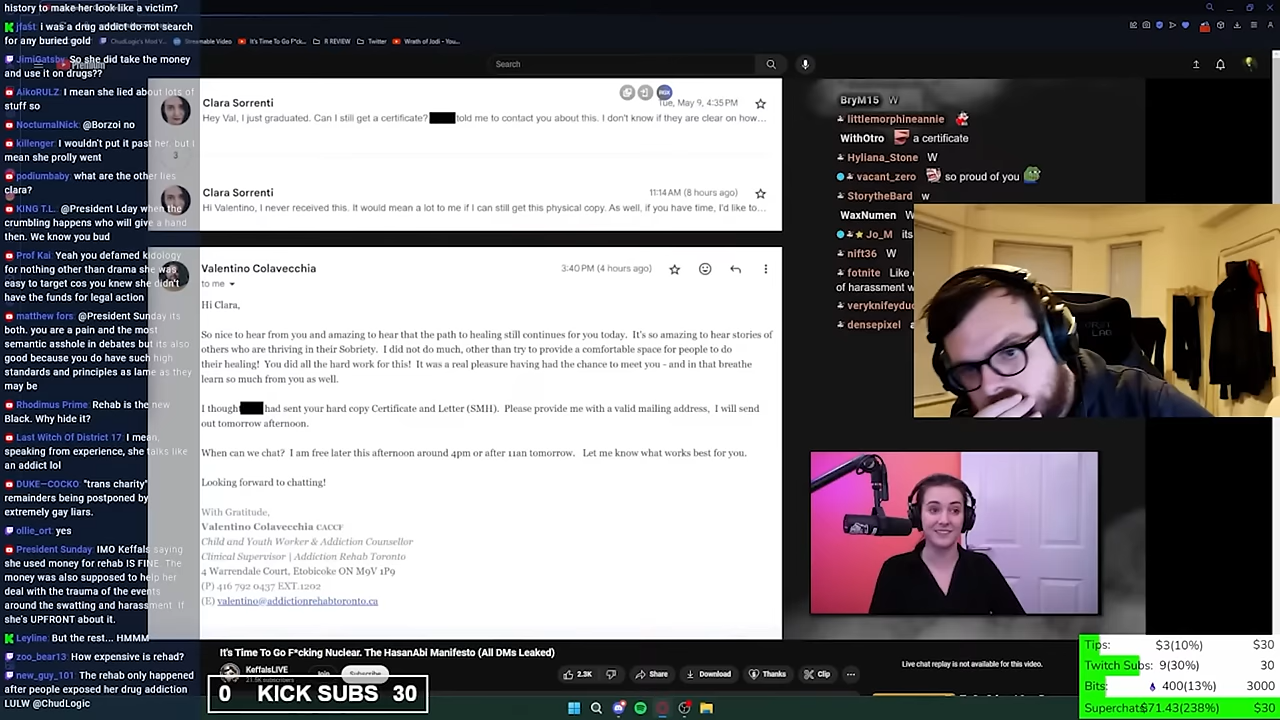 history to make her look like a victim?
jfast: i was a drug addict do not search
for any buried gold
JimiGatsby: So she did take the money
and use it on drugs??
AikoRULZ: I mean she lied about lots of
stuff so
NocturnalNick: @Borzoi no
killenger: I wouldn't put it past her, but I
mean she prolly went
podiumbaby: what are the other lies
clara?
KING T.L.: @President Lday when the
crumbling happens who will give a hand
then. We know you bud
Prof Kai: Yeah you defamed kidology
for nothing other than drama she was
easy to target cos you knew she didn't
have the funds for legal action
matthew fors: @President Sunday its
both. you are a pain and the most
semantic asshole in debates but its also
good because you do have such high
standards and principles as lame as they
may be
Rhodimus Prime: Rehab is the new
Black. Why hide it?
Last Witch Of District 17: I mean,
speaking from experience, she talks like
an addict lol
DUKE—COCKO: "trans charity"
remainders being postponed by
extremely gay liars.
ollie_ort: yes
President Sunday: IMO Keffals saying
she used money for rehab IS FINE. The
money was also supposed to help her
deal with the trauma of the events
around the swatting and harassment. If
she's UPFRONT about it.
Leyline: But the rest... HMMM
zoo_bear13: How expensive is rehad?
new_guy_101: The rehab only happened
after people exposed her drug addiction
LULW @ChudLogic
Premium
ChudLogic's Most V...
Streamable Video
It's Time To Go F*ck...
R REVIEW
Twitter
Wrath of Jodi - You...
Search
Clara Sorrenti
Tue, May 9, 4:35 PM
Hey Val, I just graduated. Can I still get a certificate? told me to contact you about this. I don't know if they are clear on how…
3
Clara Sorrenti
11:14 AM (8 hours ago)
Hi Valentino, I never received this. It would mean a lot to me if I can still get this physical copy. As well, if you have time, I'd like to…
Valentino Colavecchia
3:40 PM (4 hours ago)
to me
Hi Clara,
So nice to hear from you and amazing to hear that the path to healing still continues for you today. It's so amazing to hear stories of
others who are thriving in their Sobriety. I did not do much, other than try to provide a comfortable space for people to do
their healing! You did all the hard work for this! It was a real pleasure having had the chance to meet you - and in that breathe
learn so much from you as well.
I thought had sent your hard copy Certificate and Letter (SMH). Please provide me with a valid mailing address, I will send
out tomorrow afternoon.
When can we chat? I am free later this afternoon around 4pm or after 11an tomorrow. Let me know what works best for you.
Looking forward to chatting!
With Gratitude,
Valentino Colavecchia CACCF
Child and Youth Worker & Addiction Counsellor
Clinical Supervisor | Addiction Rehab Toronto
4 Warrendale Court, Etobicoke ON M9V 1P9
(P) 416 792 0437 EXT.1202
(E) valentino@addictionrehabtoronto.ca
BryM15 W
littlemorphineannie
WithOtro a certificate
Hyliana_Stone W
vacant_zero so proud of you
StorytheBard w
WaxNumen W
Jo_M its
nift36 W
fotnite Like
of harassment w
veryknifeydu
densepixel a
It's Time To Go F*cking Nuclear. The HasanAbi Manifesto (All DMs Leaked)
KeffalsLIVE
Join
Subscribe
2.3K
Share
Download
Thanks
Clip
Live chat replay is not available for this video.
0 KICK SUBS 30
Tips: $3(10%) $30
Twitch Subs: 9(30%) 30
Bits: 400(13%) 3000
Superchats: $71.43(238%) $30